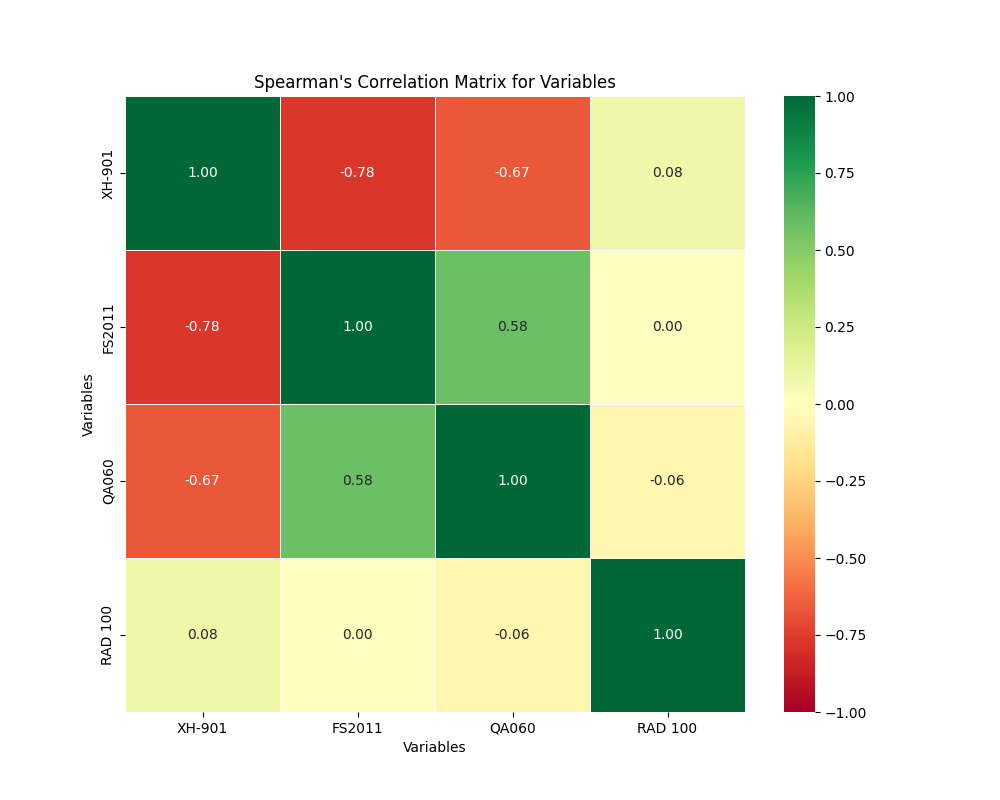 Spearman's Correlation Matrix for Variables
XH-901
1.00
-0.78
-0.67
0.08
FS2011
-0.78
1.00
0.58
0.00
QA060
-0.67
0.58
1.00
-0.06
RAD 100
0.08
0.00
-0.06
1.00
Variables
XH-901
FS2011
QA060
RAD 100
Variables
1.00
0.75
0.50
0.25
0.00
−0.25
−0.50
−0.75
−1.00